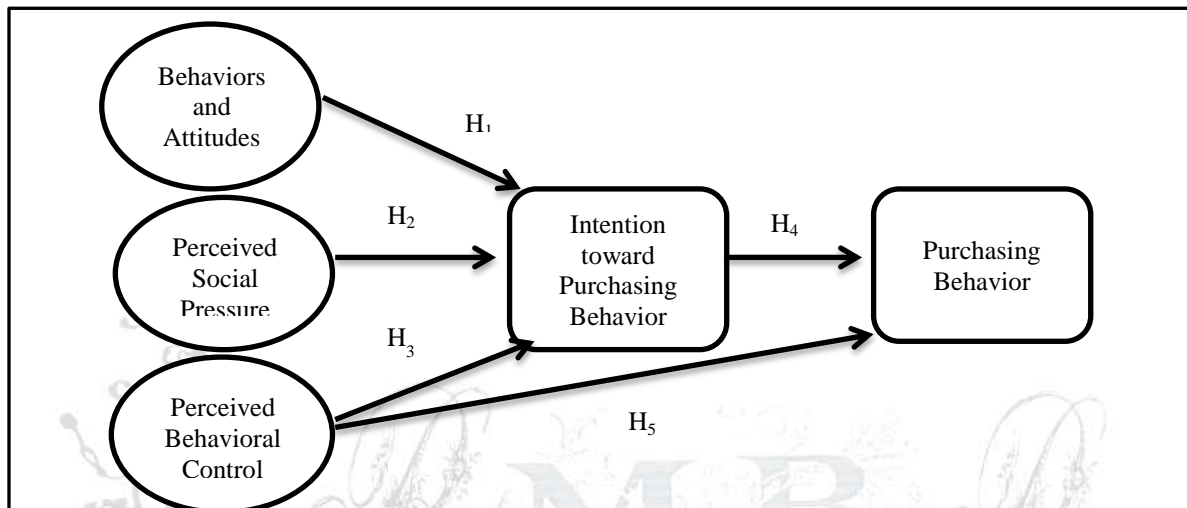 Behaviors
and
Attitudes
H₁
Perceived
Social
Pressure
H₂
Intention
toward
Purchasing
Behavior
H₄
Purchasing
Behavior
H₃
Perceived
Behavioral
Control
H₅
M B